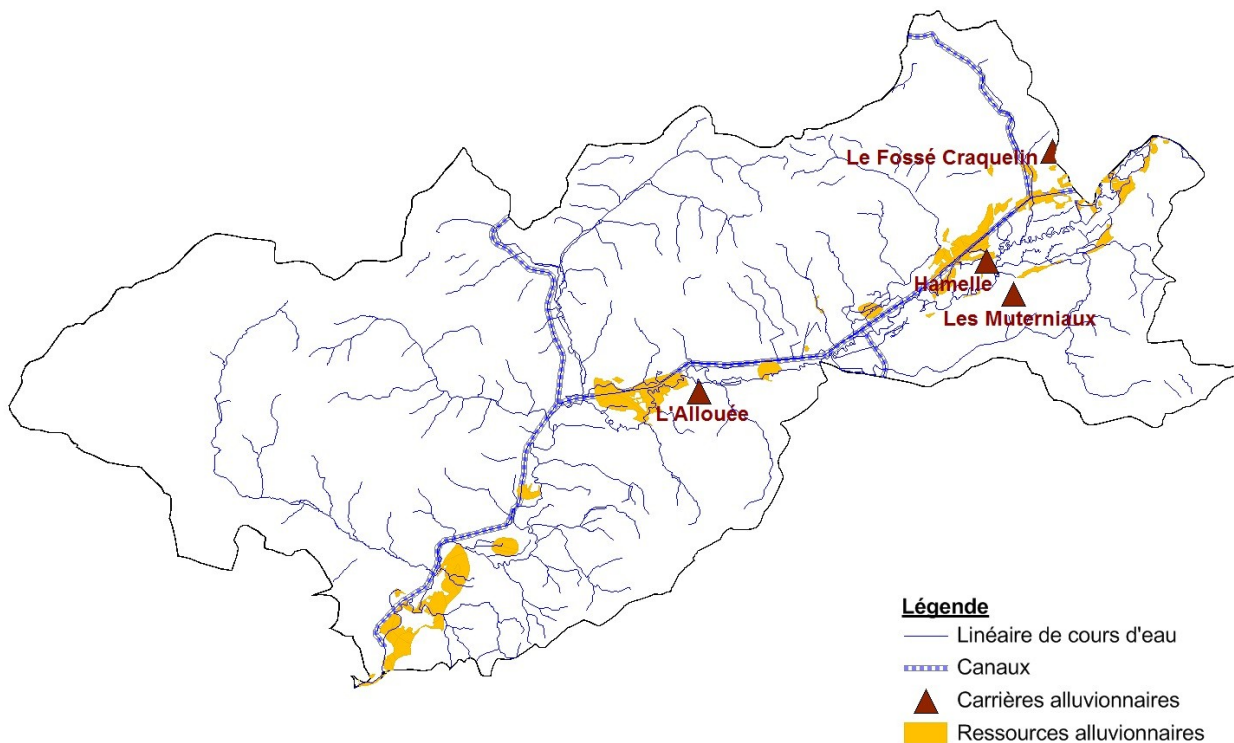 Le Fossé Craquelin
Hamelle
Les Muterniaux
L'Allouée
Légende
Linéaire de cours d'eau
Canaux
Carrières alluvionnaires
Ressources alluvionnaires